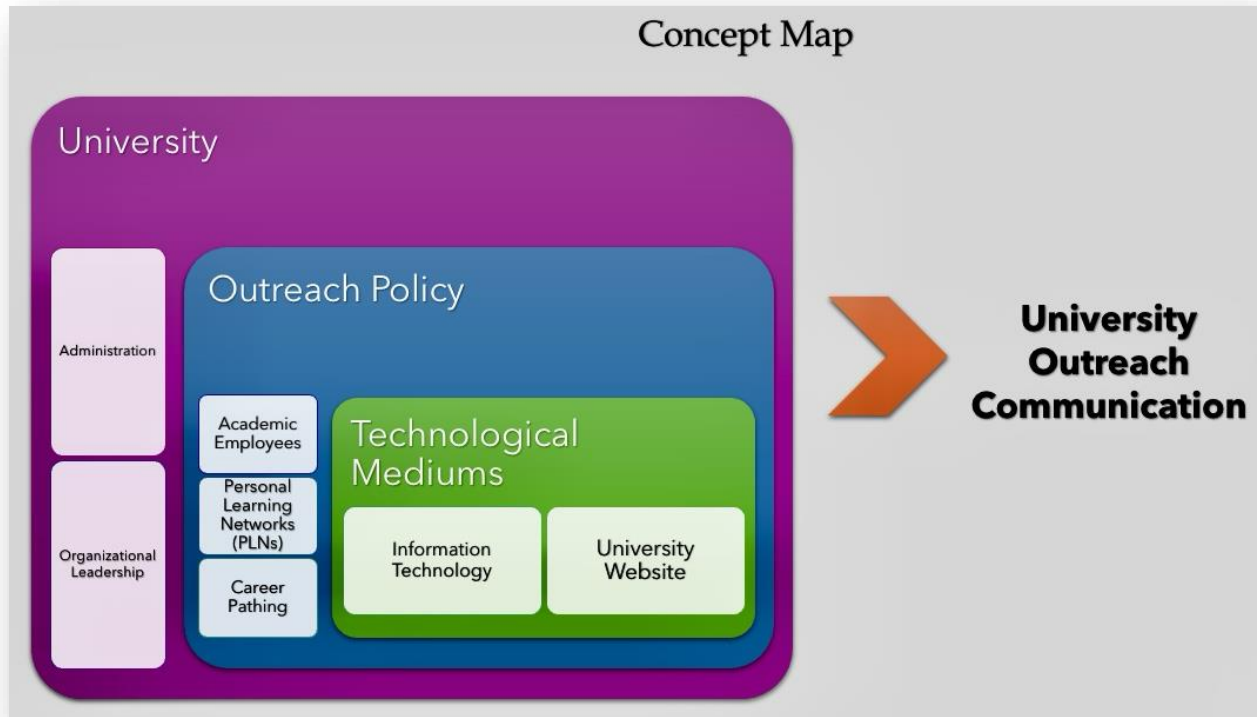 Concept Map
University
Administration
Organizational
Leadership
Outreach Policy
Academic
Employees
Personal
Learning
Networks
(PLNs)
Career
Pathing
Technological
Mediums
Information
Technology
University
Website
University
Outreach
Communication